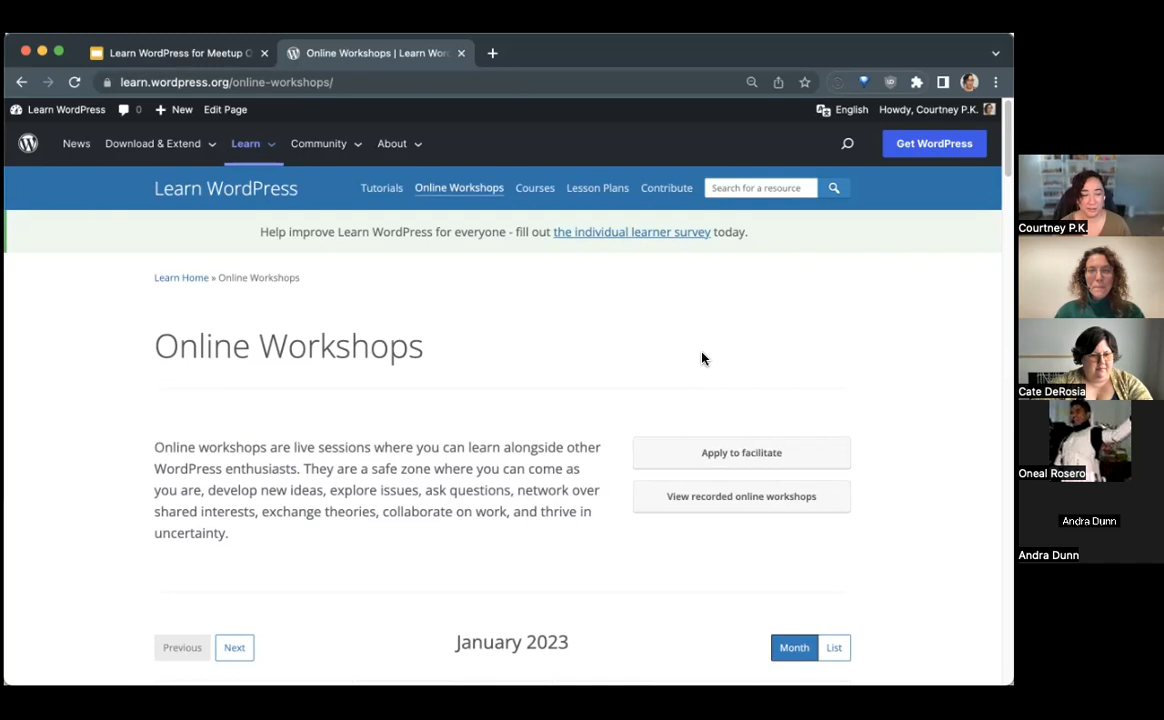 Learn WordPress for Meetup O
Online Workshops | Learn Wor
learn.wordpress.org/online-workshops/
Learn WordPress 0 New Edit Page English Howdy, Courtney P.K.
News Download & Extend Learn Community About Get WordPress
Learn WordPress Tutorials Online Workshops Courses Lesson Plans Contribute Search for a resource
Help improve Learn WordPress for everyone - fill out the individual learner survey today.
Learn Home » Online Workshops
Online Workshops
Online workshops are live sessions where you can learn alongside other
WordPress enthusiasts. They are a safe zone where you can come as
you are, develop new ideas, explore issues, ask questions, network over
shared interests, exchange theories, collaborate on work, and thrive in
uncertainty.
Apply to facilitate
View recorded online workshops
Previous Next January 2023 Month List
Courtney P.K.
Cate DeRosia
Oneal Rosero
Andra Dunn
Andra Dunn